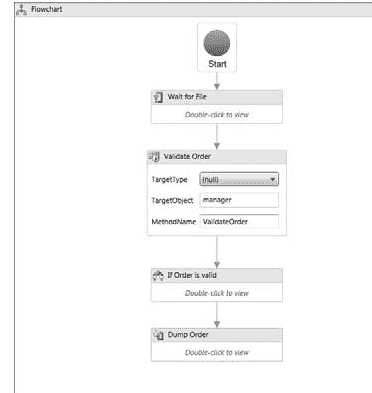 Flowchart
Start
Wait for File
Double-click to view
Validate Order
TargetType (null)
TargetObject manager
MethodName ValidateOrder
If Order is valid
Double-click to view
Dump Order
Double-click to view